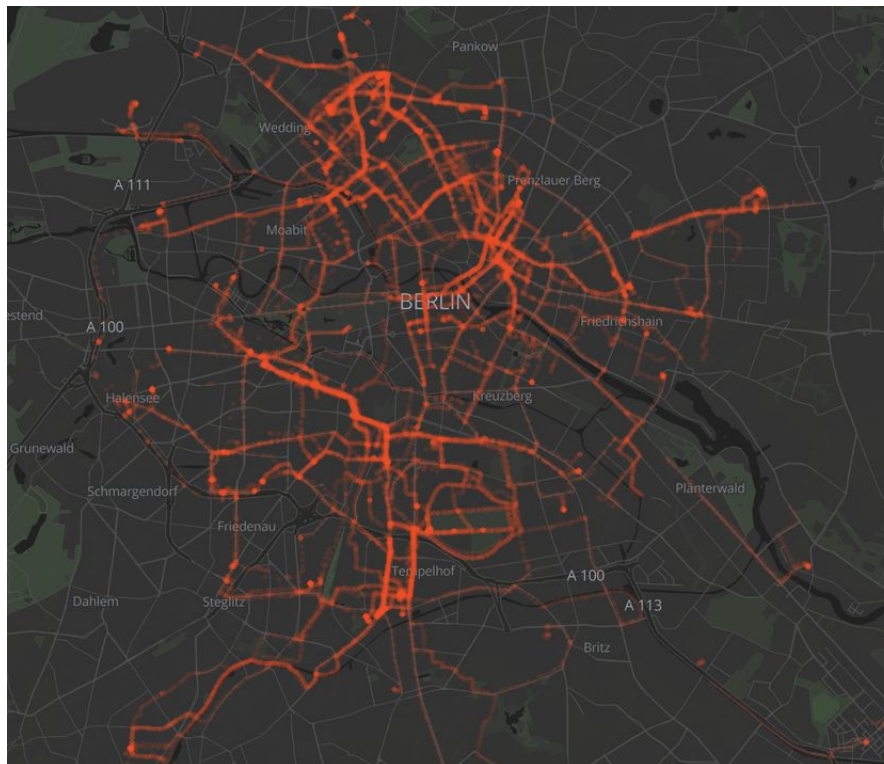 Pankow
Wedding
Prenzlauer Berg
A 111
Moabit
BERLIN
estend
A 100
Friedrichshain
Halensee
Kreuzberg
Grunewald
Schmargendorf
Planterwald
Friedenau
Tempelhof
A 100
Dahlem
Steglitz
A 113
Britz